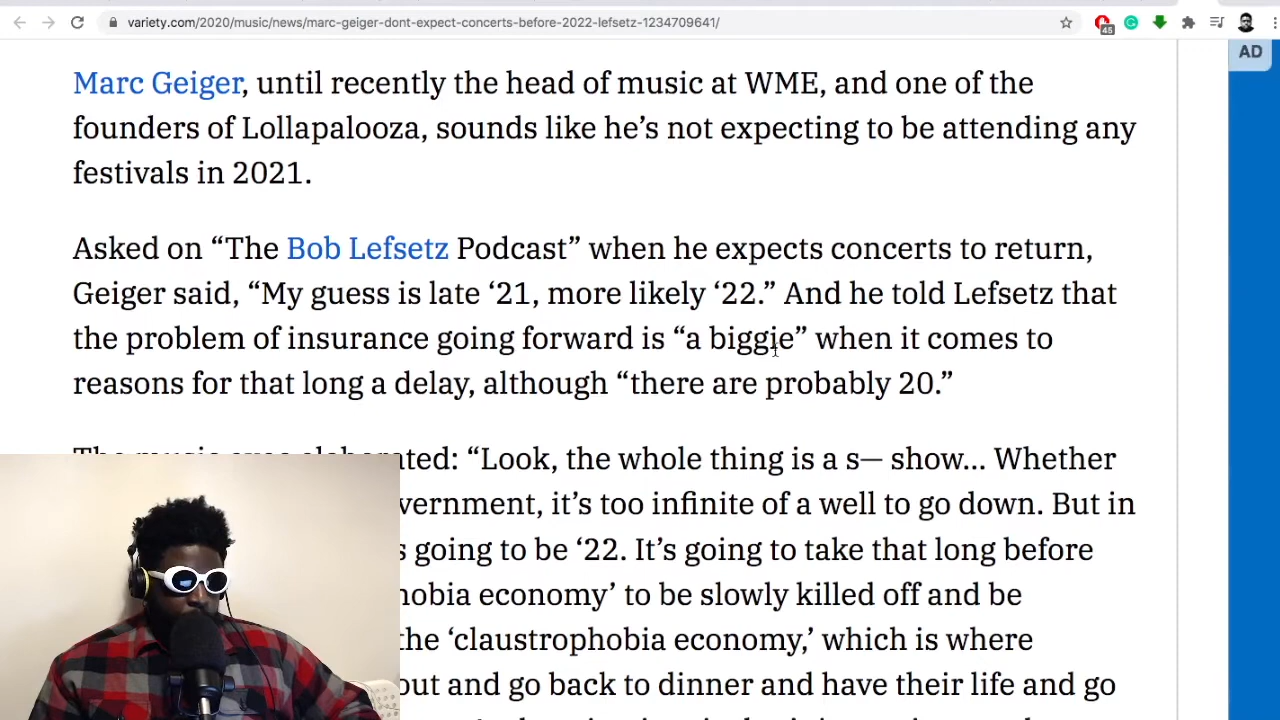 variety.com/2020/music/news/marc-geiger-dont-expect-concerts-before-2022-lefsetz-1234709641/
45
AD
Marc Geiger, until recently the head of music at WME, and one of the
founders of Lollapalooza, sounds like he’s not expecting to be attending any
festivals in 2021.
Asked on “The Bob Lefsetz Podcast” when he expects concerts to return,
Geiger said, “My guess is late ‘21, more likely ‘22.” And he told Lefsetz that
the problem of insurance going forward is “a biggie” when it comes to
reasons for that long a delay, although “there are probably 20.”
“Look, the whole thing is a s— show… Whether
it’s too infinite of a well to go down. But in
going to be ‘22. It’s going to take that long before
economy’ to be slowly killed off and be
the ‘claustrophobia economy,’ which is where
out and go back to dinner and have their life and go